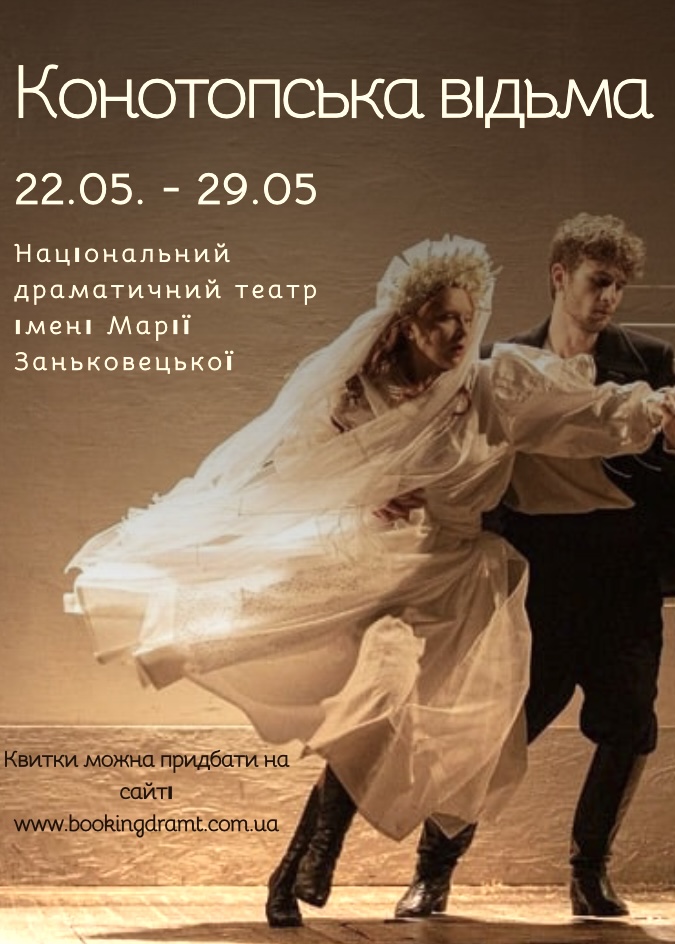 Конотопська відьма
22.05. - 29.05
Національний
драматичний театр
імені Марії
Заньковецької
Квитки можна придбати на
сайті
www.bookingdramt.com.ua